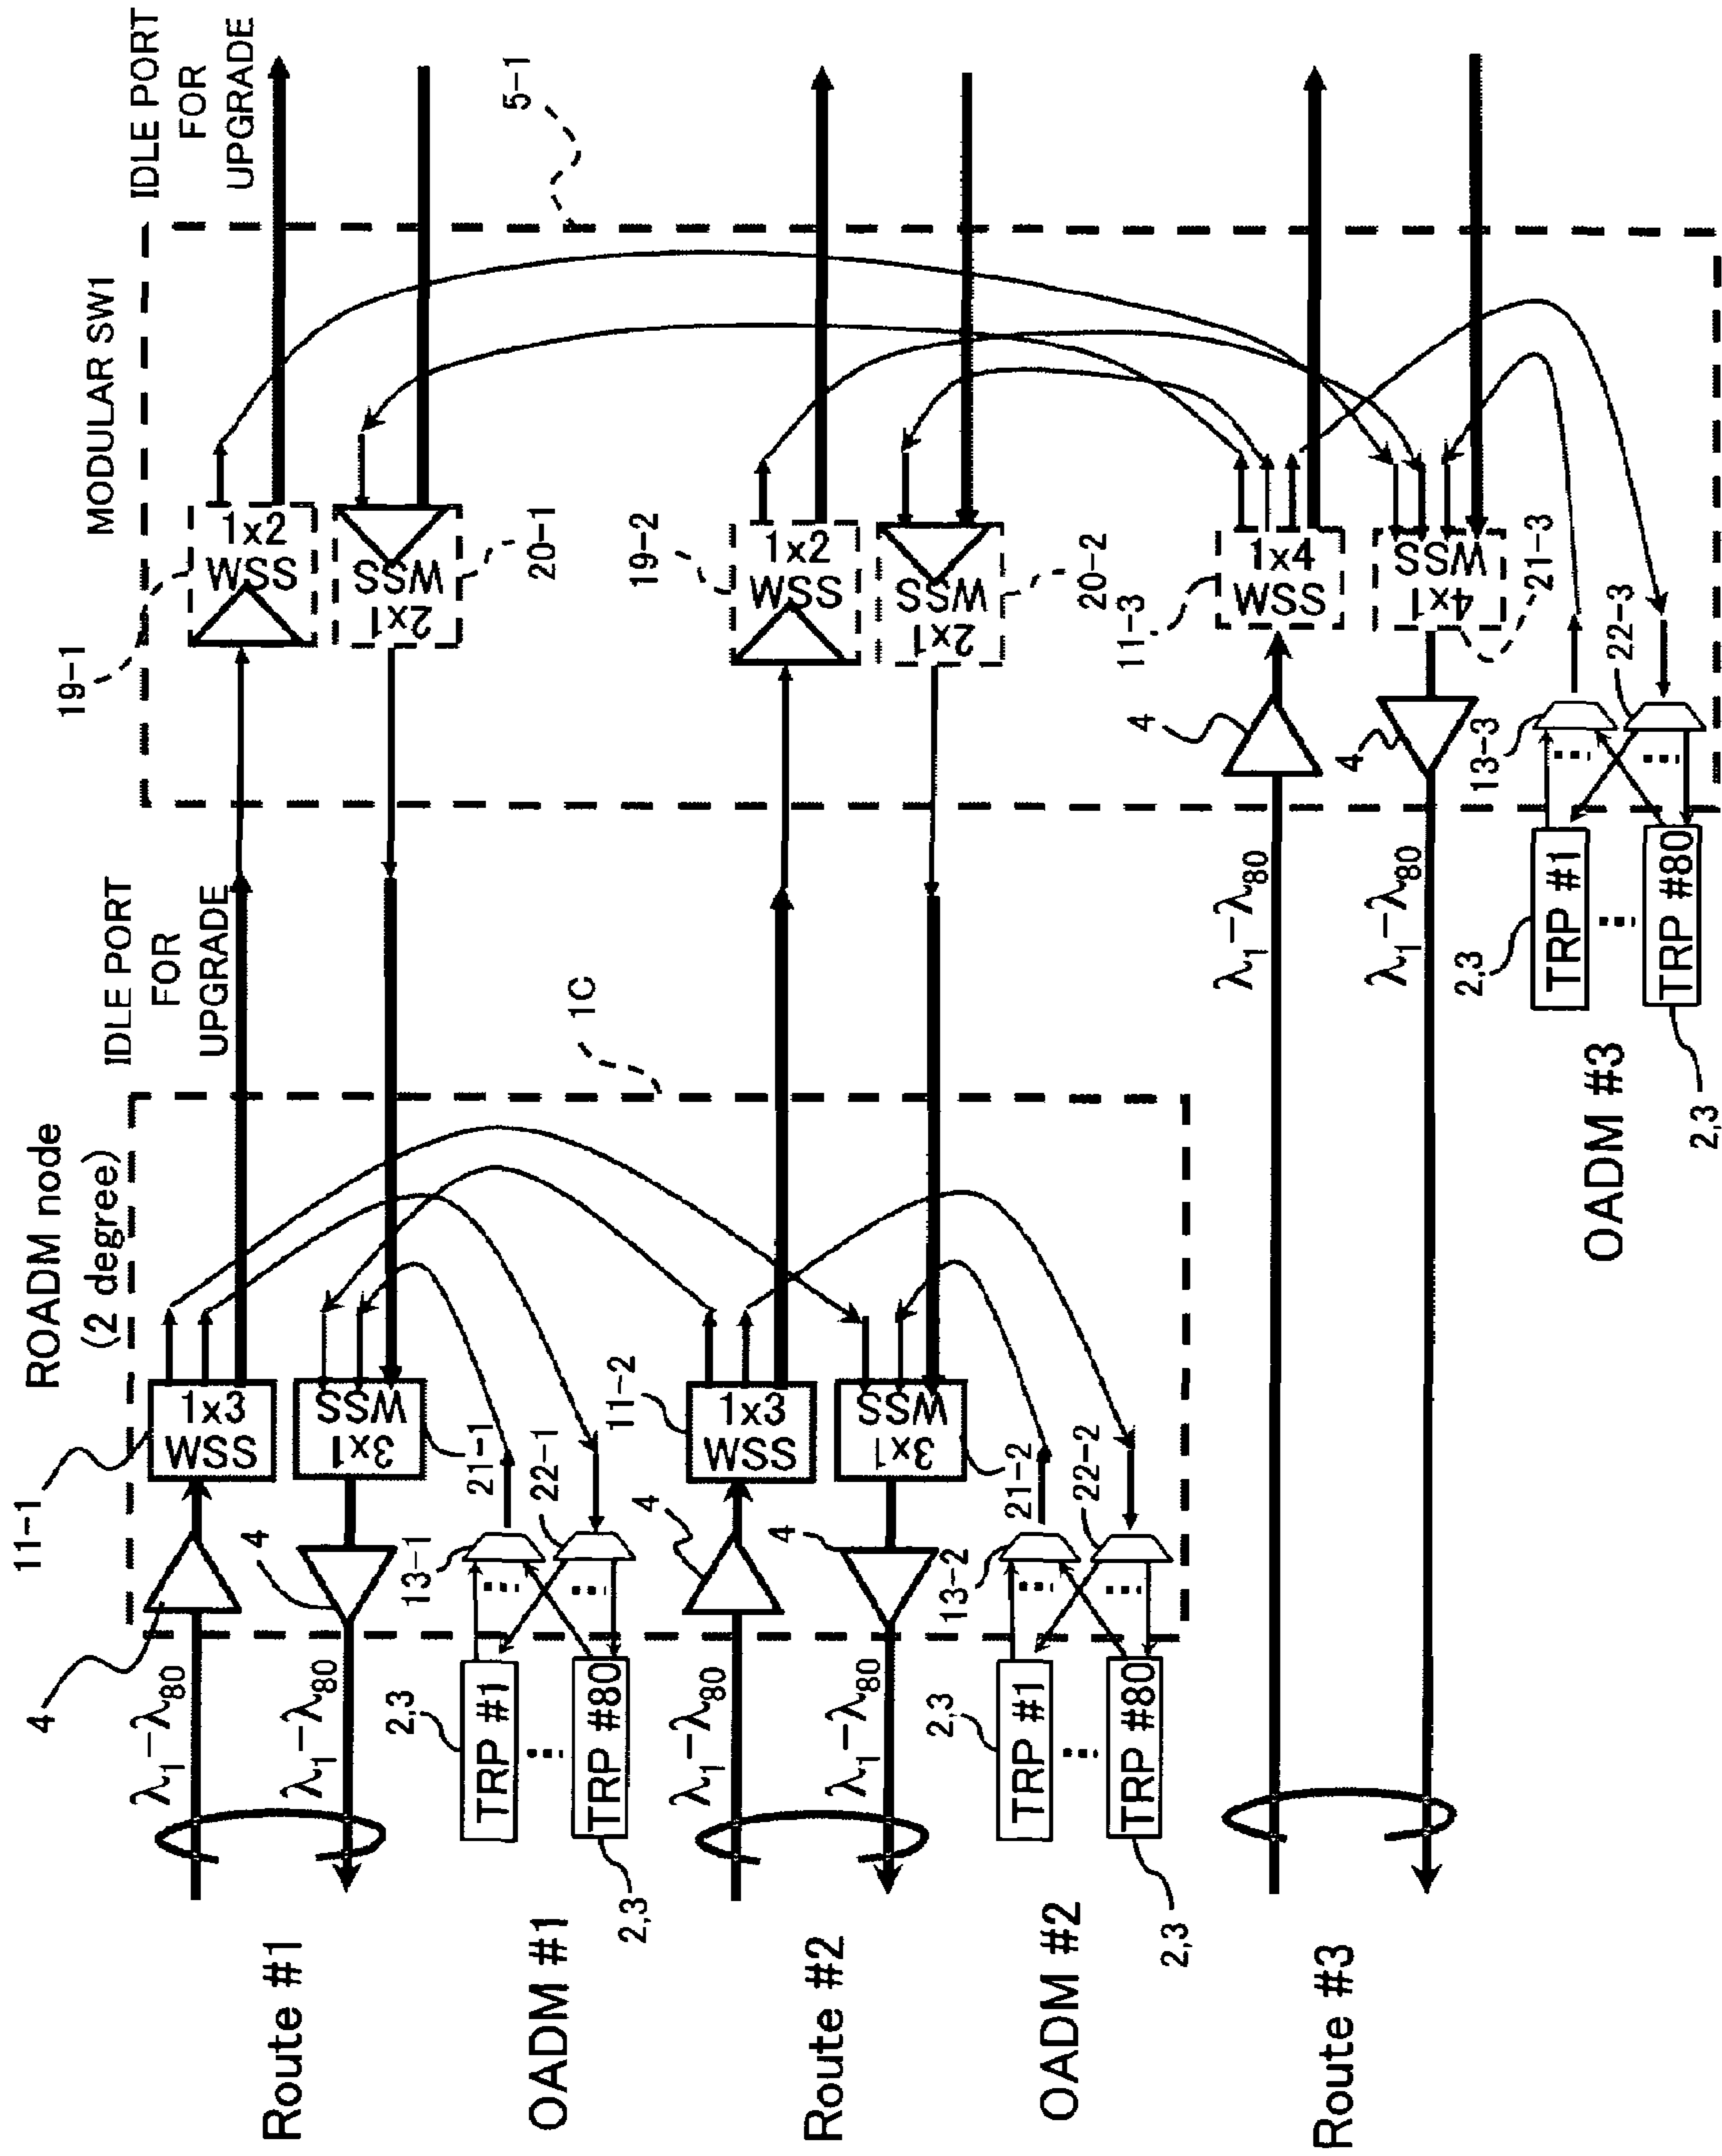 IDLE PORT
FOR
UPGRADE
5-1
MODULAR SW1
19-1
1x2
WSS
WSS
2x1
20-1
19-2
1x2
WSS
WSS
2x1
20-2
11-3
1x4
WSS
WSS
4x1
21-3
4
4
13-3
22-3
λ1-λ80
λ1-λ80
2,3
TRP #1
TRP #80
2,3
OADM #3
IDLE PORT
FOR
UPGRADE
1C
ROADM node
(2 degree)
11-1
1x3
WSS
WSS
3x1
21-1
4
4
13-1
22-1
λ1-λ80
λ1-λ80
2,3
TRP #1
TRP #80
2,3
Route #1
OADM #1
11-2
1x3
WSS
WSS
3x1
21-2
4
4
13-2
22-2
λ1-λ80
λ1-λ80
2,3
TRP #1
TRP #80
2,3
Route #2
OADM #2
Route #3